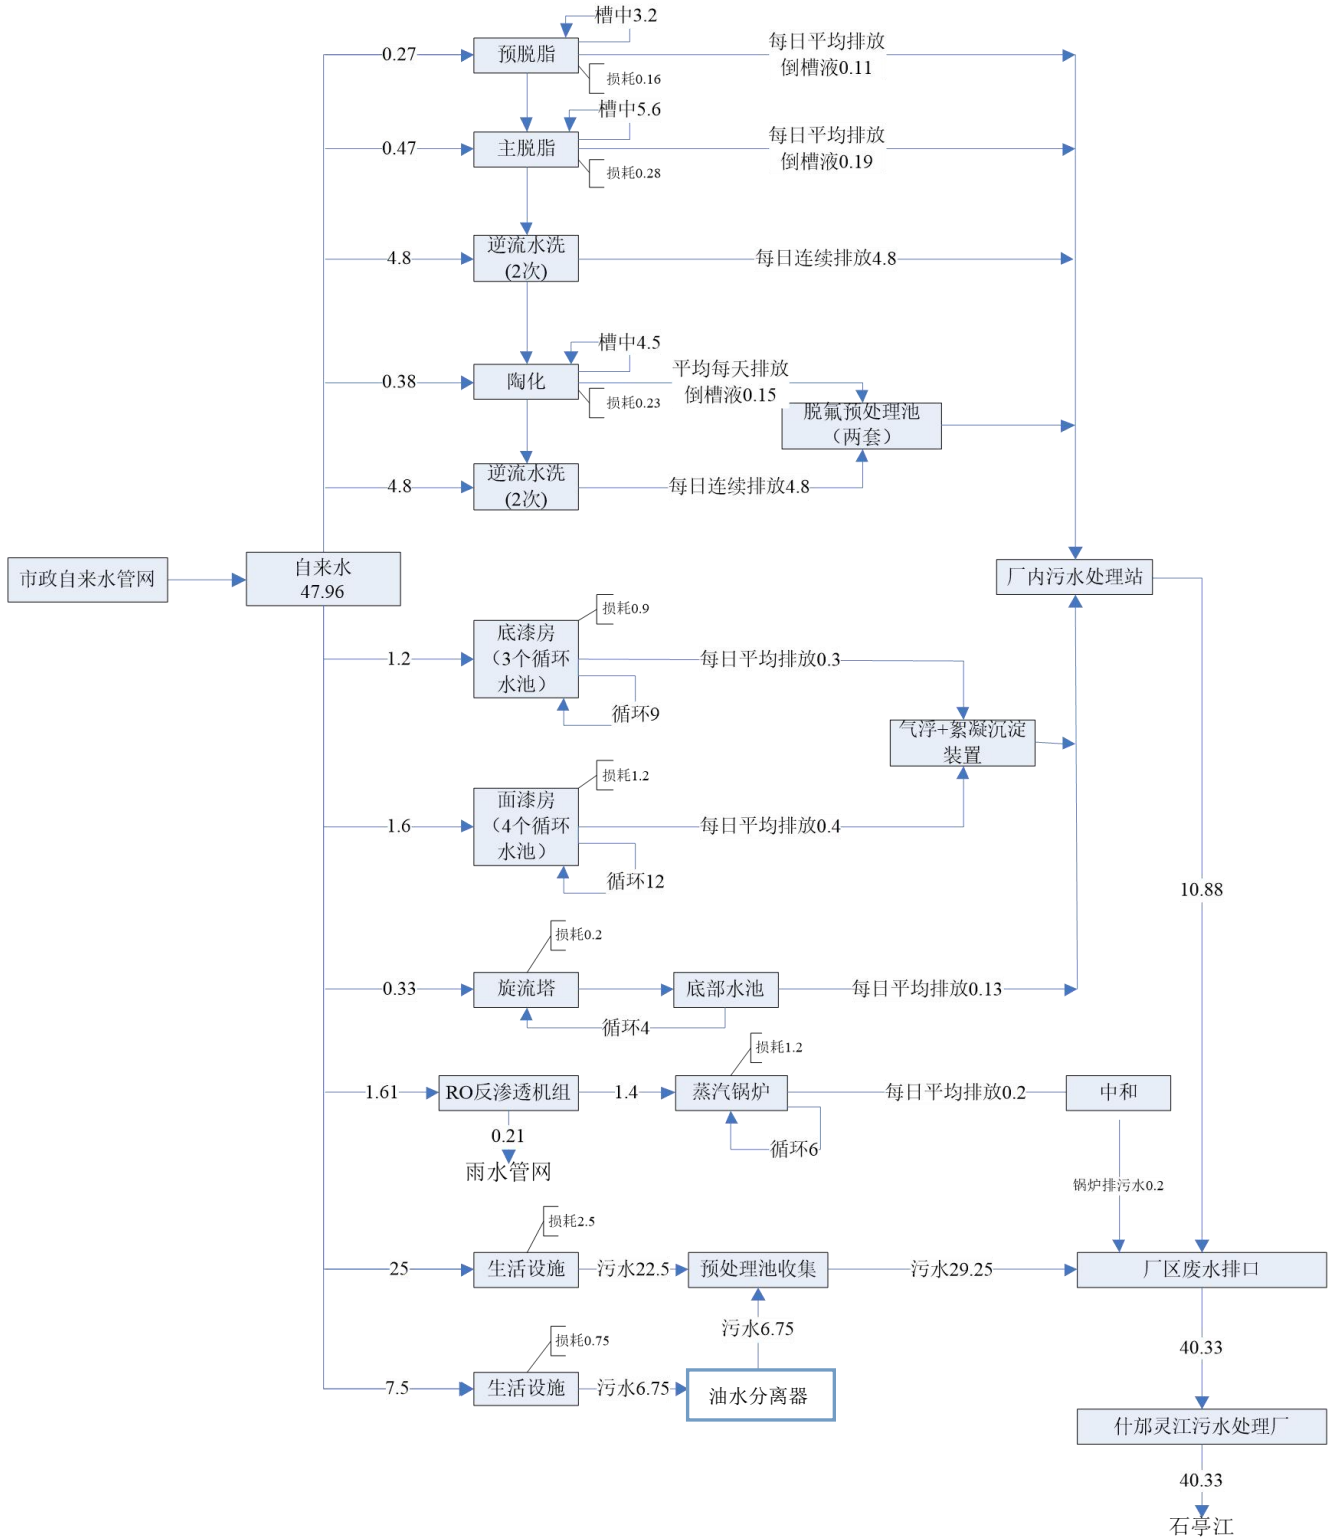 槽中3.2
0.27
预脱脂
每日平均排放
倒槽液0.11
损耗0.16
槽中5.6
0.47
主脱脂
每日平均排放
倒槽液0.19
损耗0.28
4.8
逆流水洗
(2次)
每日连续排放4.8
槽中4.5
0.38
陶化
平均每天排放
倒槽液0.15
损耗0.23
脱氟预处理池
（两套）
4.8
逆流水洗
(2次)
每日连续排放4.8
市政自来水管网
自来水
47.96
厂内污水处理站
损耗0.9
1.2
底漆房
（3个循环
水池）
每日平均排放0.3
循环9
气浮+絮凝沉淀
装置
损耗1.2
1.6
面漆房
（4个循环
水池）
每日平均排放0.4
循环12
10.88
损耗0.2
0.33
旋流塔
底部水池
每日平均排放0.13
循环4
损耗1.2
1.61
RO反渗透机组
1.4
蒸汽锅炉
每日平均排放0.2
中和
0.21
循环6
雨水管网
锅炉排污水0.2
损耗2.5
25
生活设施
污水22.5
预处理池收集
污水29.25
厂区废水排口
污水6.75
损耗0.75
40.33
7.5
生活设施
污水6.75
油水分离器
什邡灵江污水处理厂
40.33
石亭江